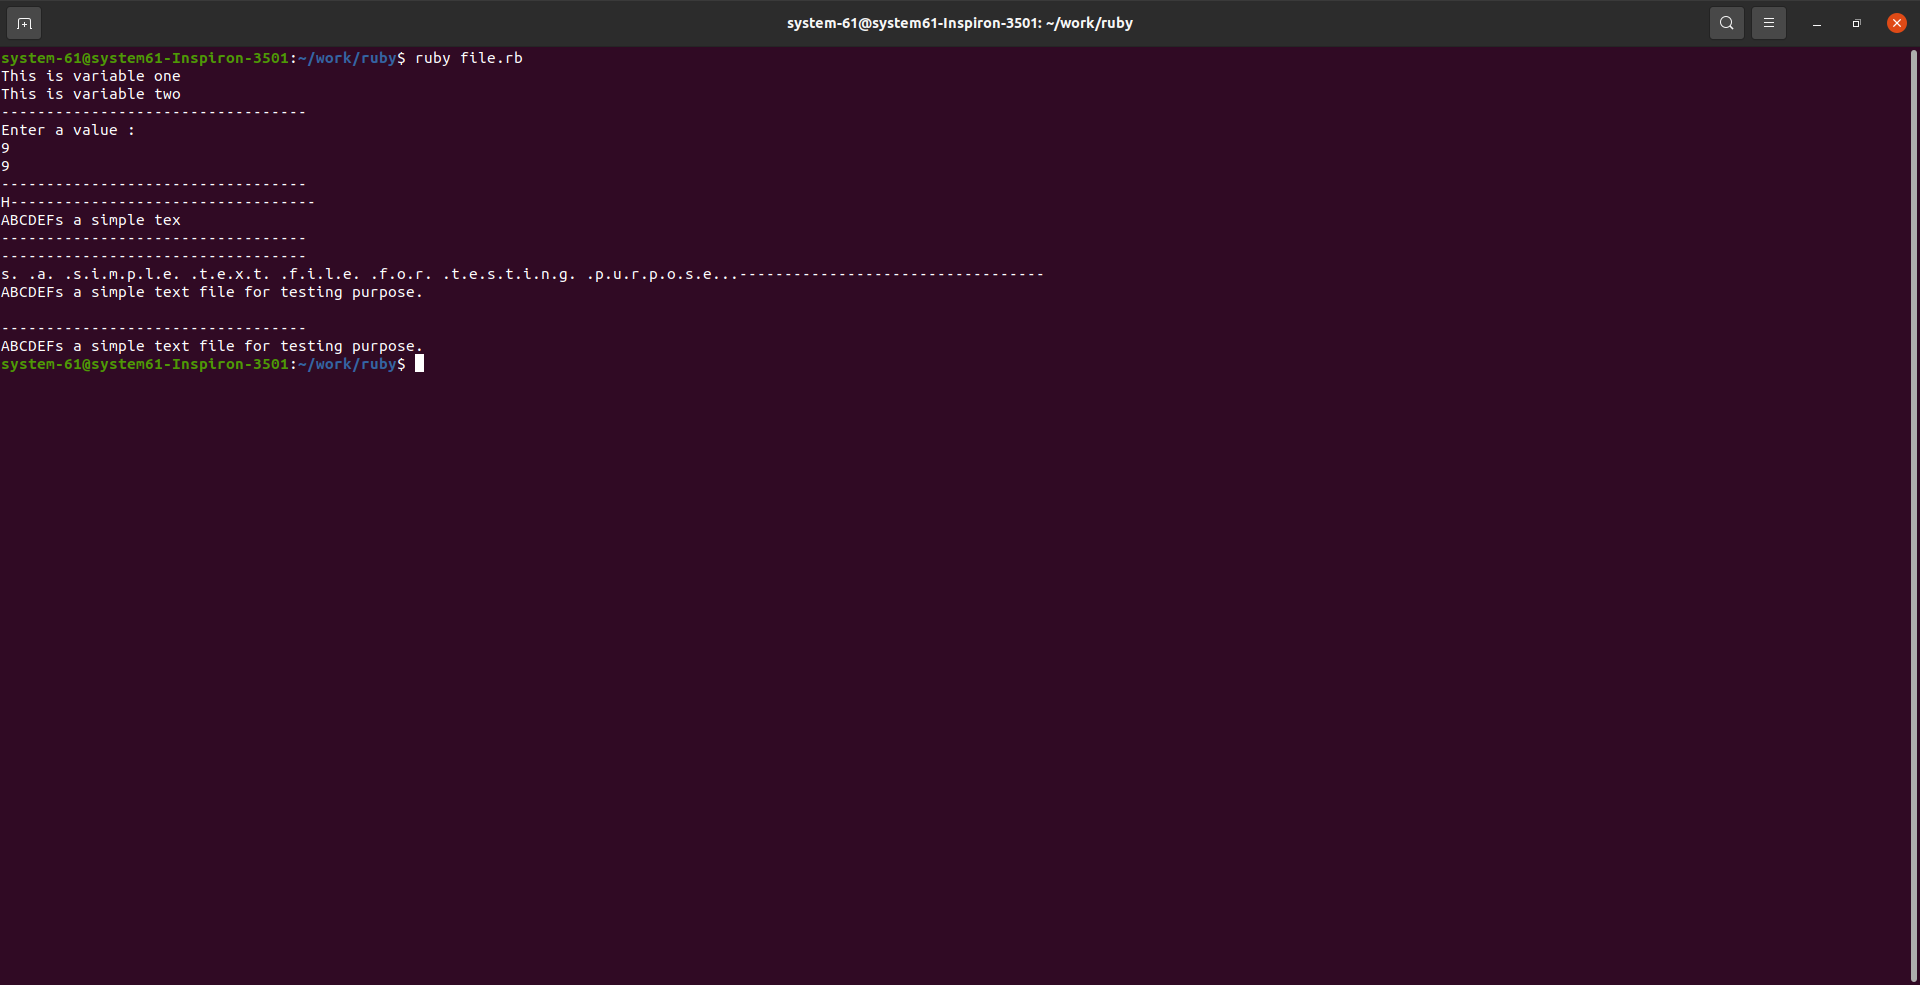 system-61@system61-Inspiron-3501: ~/work/ruby
system-61@system61-Inspiron-3501:~/work/ruby$ ruby file.rb
This is variable one
This is variable two
----------------------------------
Enter a value :
9
9
----------------------------------
H----------------------------------
ABCDEFs a simple tex
----------------------------------
----------------------------------
s. .a. .s.i.m.p.l.e. .t.e.x.t. .f.i.l.e. .f.o.r. .t.e.s.t.i.n.g. .p.u.r.p.o.s.e...----------------------------------
ABCDEFs a simple text file for testing purpose.

----------------------------------
ABCDEFs a simple text file for testing purpose.
system-61@system61-Inspiron-3501:~/work/ruby$